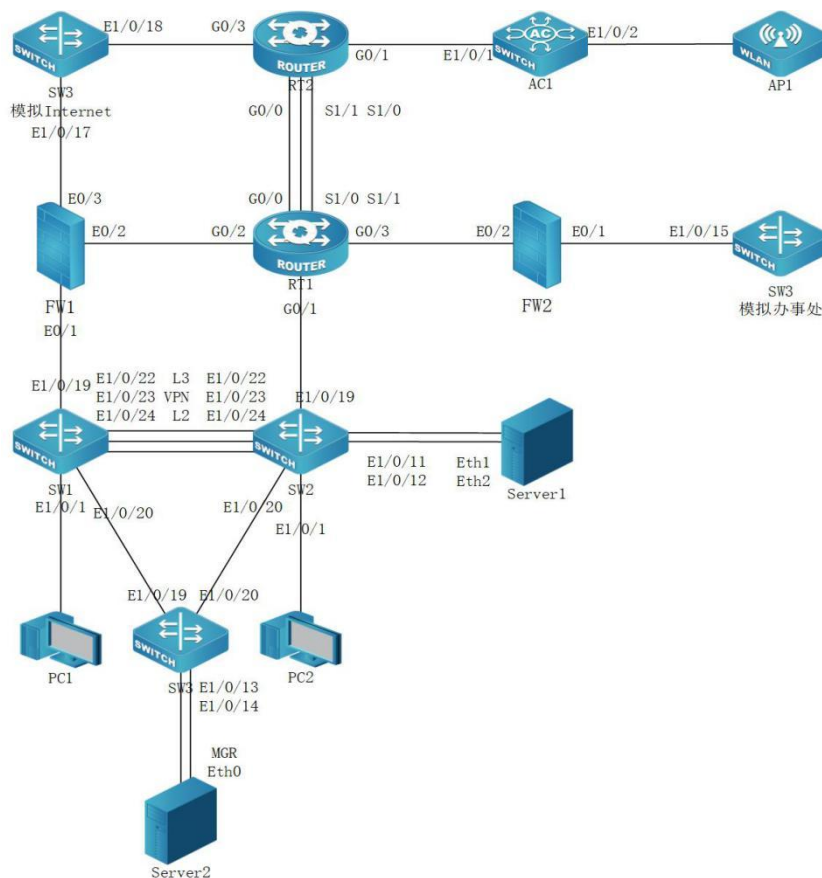 E1/0/18
G0/3
SWITCH
SW3
模拟Internet
E1/0/17
ROUTER
RT2
G0/1
E1/0/1
AC
SWITCH
AC1
E1/0/2
WLAN
AP1
G0/0
S1/1 S1/0
G0/0
S1/0 S1/1
E0/3
E0/2
FW1
E0/1
G0/2
ROUTER
RT1
G0/1
G0/3
E0/2
FW2
E0/1
E1/0/15
SWITCH
SW3
模拟办事处
E1/0/19
E1/0/22 L3 E1/0/22
E1/0/23 VPN E1/0/23
E1/0/24 L2 E1/0/24
E1/0/19
SWITCH
SW1
E1/0/1
E1/0/20
SWITCH
SW2
E1/0/20
E1/0/1
E1/0/11 Eth1
E1/0/12 Eth2
Server1
E1/0/19 E1/0/20
PC1
SWITCH
SW3
E1/0/13
E1/0/14
PC2
MGR
Eth0
Server2